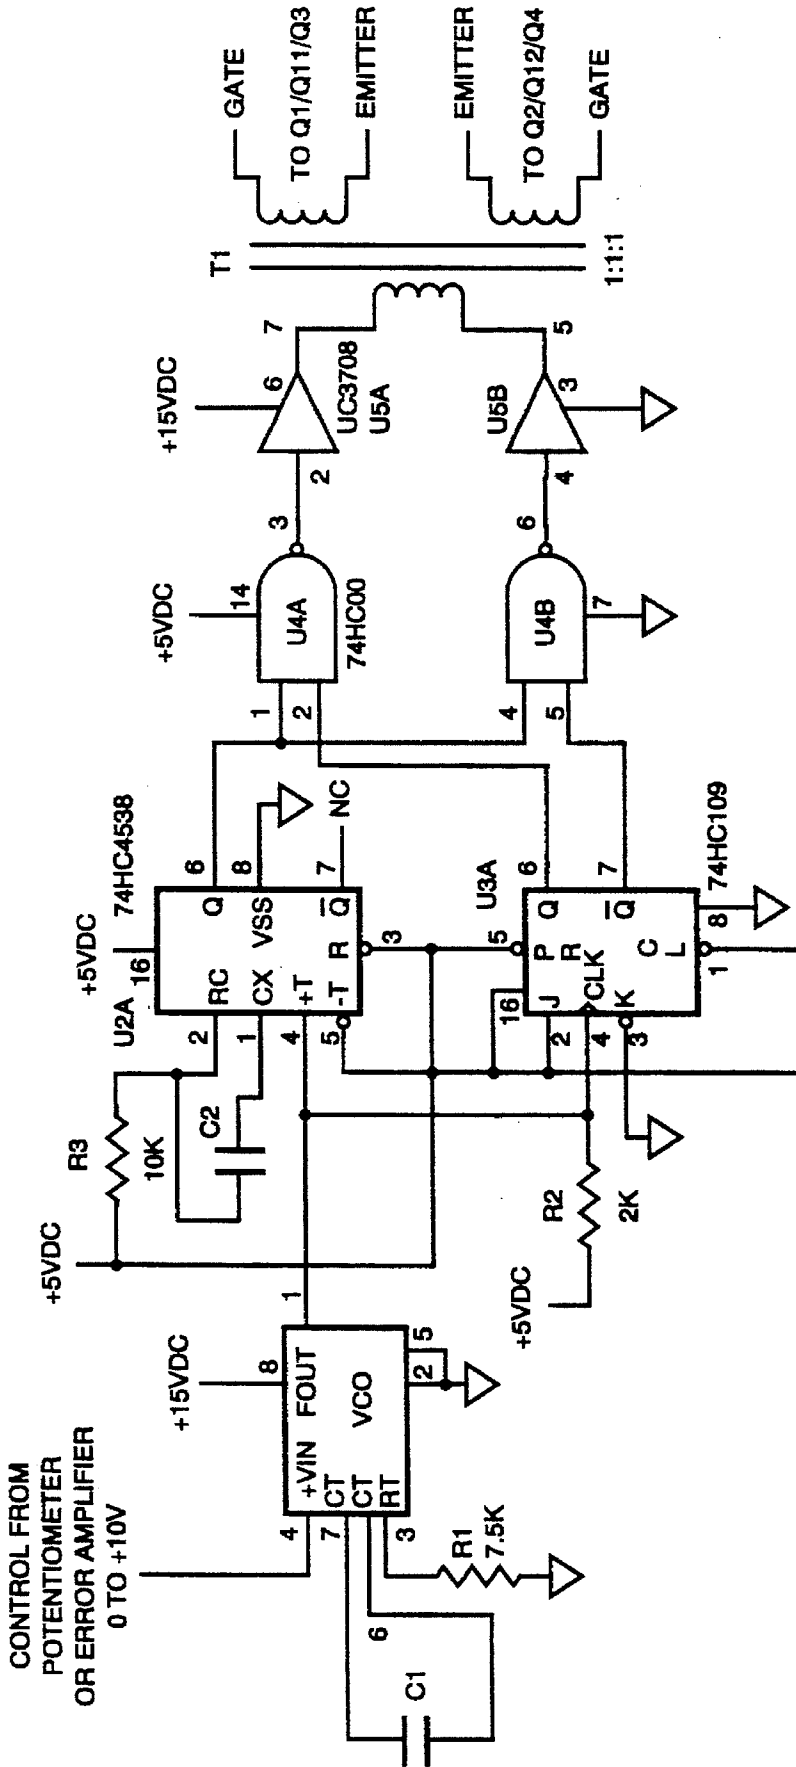 CONTROL FROM
POTENTIOMETER
OR ERROR AMPLIFIER
0 TO +10V
4
+VIN
7
CT
6
CT
3
RT
R1
7.5K
C1
+15VDC
8
FOUT
VCO
1
2
5
+5VDC
R3
10K
C2
+5VDC
R2
2K
+5VDC
16
U2A
74HC4538
2
RC
1
CX
4
+T
5
-T
Q
6
VSS
8
Q
7
NC
R
3
U3A
74HC109
16
5
P
R
2
J
4
CLK
3
K
C
L
1
8
Q
6
Q
7
+5VDC
14
1
2
U4A
74HC00
3
4
5
U4B
7
6
+15VDC
6
2
UC3708
U5A
7
4
U5B
3
5
T1
1:1:1
GATE
TO Q1/Q11/Q3
EMITTER
EMITTER
TO Q2/Q12/Q4
GATE